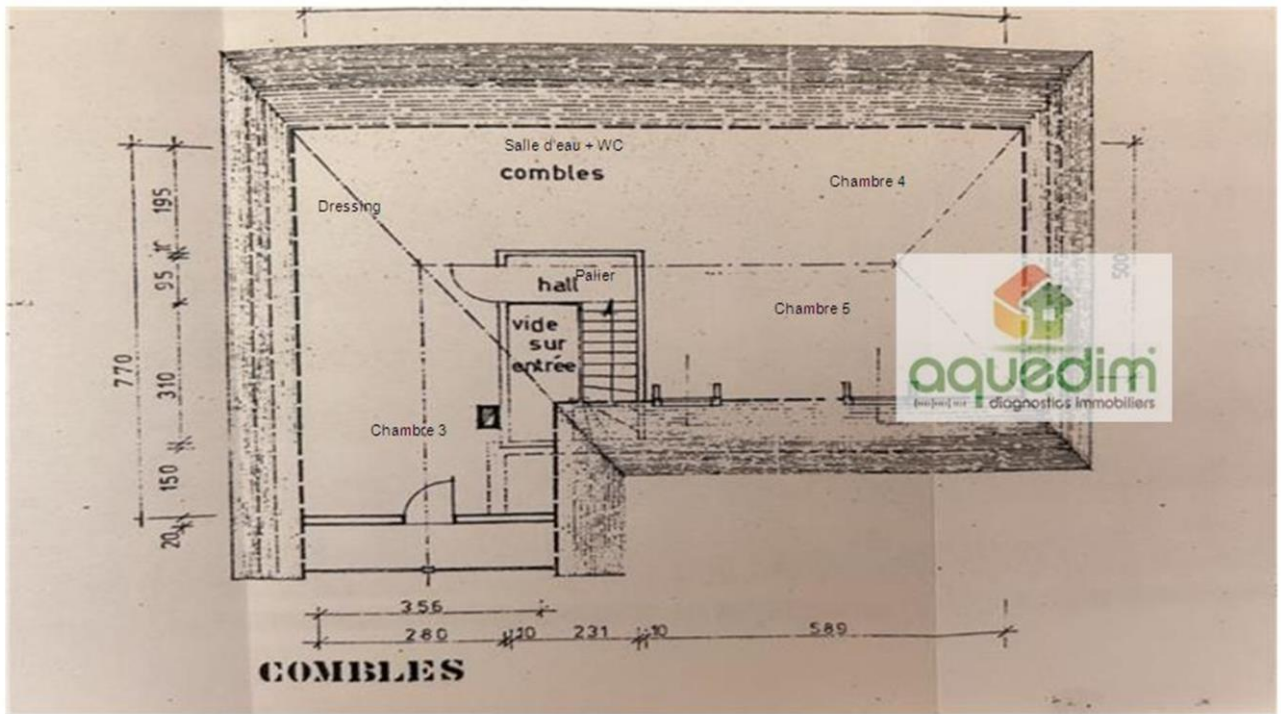 Salle d'eau + WC
combles
Chambre 4
Dressing
Palier
hall
Chambre 5
vide
sur
entrée
Chambre 3
195
95
310
150
20
770
500
aquedim
diagnostics immobiliers
356
280
10
231
10
589
COMBLES